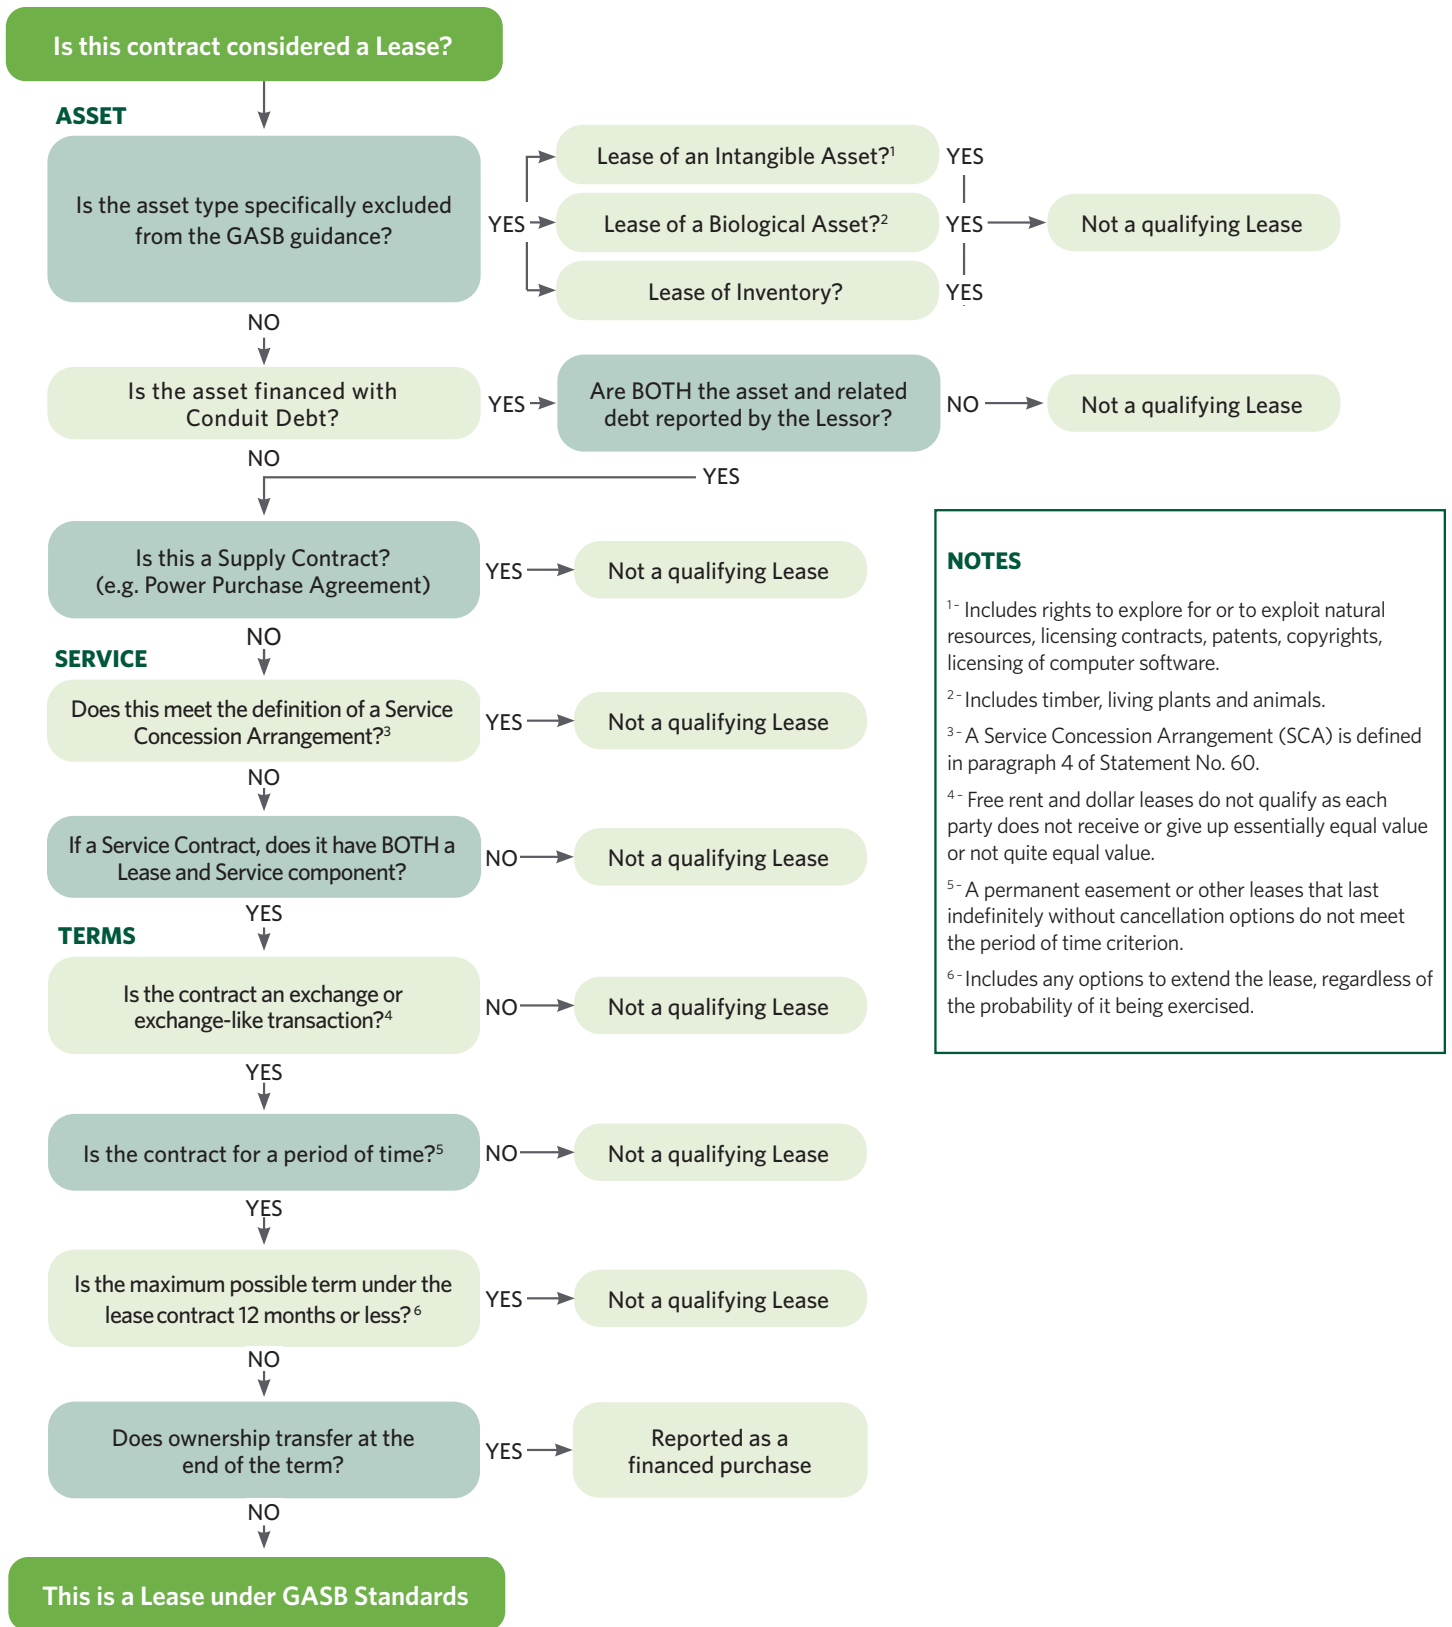 Is this contract considered a Lease?
ASSET
Is the asset type specifically excluded
from the GASB guidance?
YES
Lease of an Intangible Asset?¹
YES
Lease of a Biological Asset?²
YES
Lease of Inventory?
YES
Not a qualifying Lease
NO
Is the asset financed with
Conduit Debt?
YES
Are BOTH the asset and related
debt reported by the Lessor?
NO
Not a qualifying Lease
NO
YES
Is this a Supply Contract?
(e.g. Power Purchase Agreement)
YES
Not a qualifying Lease
NO
SERVICE
Does this meet the definition of a Service
Concession Arrangement?³
YES
Not a qualifying Lease
NO
If a Service Contract, does it have BOTH a
Lease and Service component?
NO
Not a qualifying Lease
YES
TERMS
Is the contract an exchange or
exchange-like transaction?⁴
NO
Not a qualifying Lease
YES
Is the contract for a period of time?⁵
NO
Not a qualifying Lease
YES
Is the maximum possible term under the
lease contract 12 months or less?⁶
YES
Not a qualifying Lease
NO
Does ownership transfer at the
end of the term?
YES
Reported as a
financed purchase
NO
This is a Lease under GASB Standards
NOTES
¹- Includes rights to explore for or to exploit natural
resources, licensing contracts, patents, copyrights,
licensing of computer software.
²- Includes timber, living plants and animals.
³- A Service Concession Arrangement (SCA) is defined
in paragraph 4 of Statement No. 60.
⁴- Free rent and dollar leases do not qualify as each
party does not receive or give up essentially equal value
or not quite equal value.
⁵- A permanent easement or other leases that last
indefinitely without cancellation options do not meet
the period of time criterion.
⁶- Includes any options to extend the lease, regardless of
the probability of it being exercised.